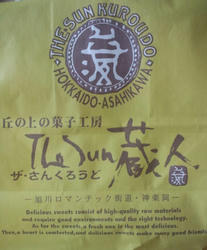 THE SUN KUROUDO
HOKKAIDO-ASAHIKAWA
丘の上の菓子工房
The Sun 蔵人
ザ・さんくろうど
―旭川ロマンチック街道・神楽岡―
Delicious sweets consist of high-quality raw materials
and require good environments and the right technology.
As for the sweets, a fresh one is the most delicious.
Then, a heart is comforted, and delicious sweets make many friends